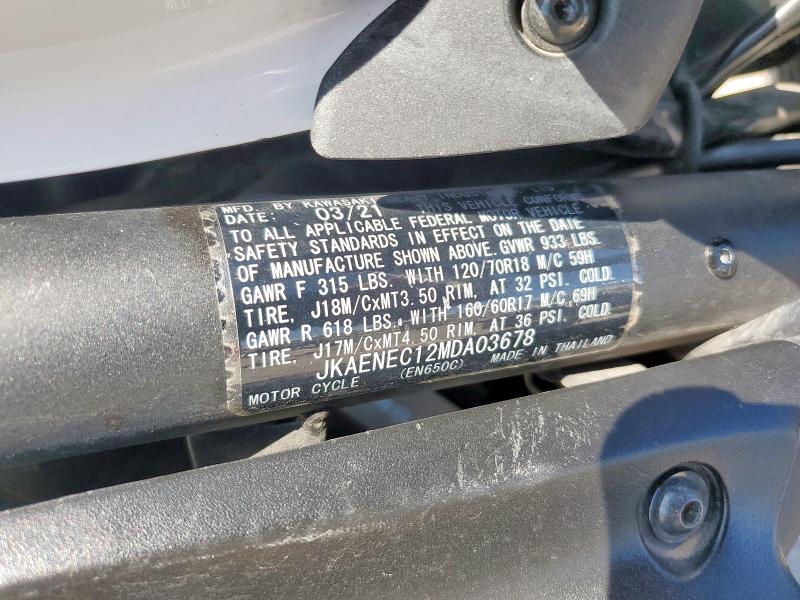 MFD. BY KAWASAKI
DATE: 03/21 THIS VEHICLE CONFORMS
TO ALL APPLICABLE FEDERAL MOTOR VEHICLE
SAFETY STANDARDS IN EFFECT ON THE DATE
OF MANUFACTURE SHOWN ABOVE. GVWR 933 LBS.
GAWR F 315 LBS. WITH 120/70R18 M/C 59H
TIRE, J18M/CxMT3.50 RIM, AT 32 PSI. COLD.
GAWR R 618 LBS. WITH 160/60R17 M/C 69H
TIRE, J17M/CxMT4.50 RIM, AT 36 PSI. COLD
JKAENEC12MDA03678
MOTOR CYCLE (EN650C) MADE IN THAILAND